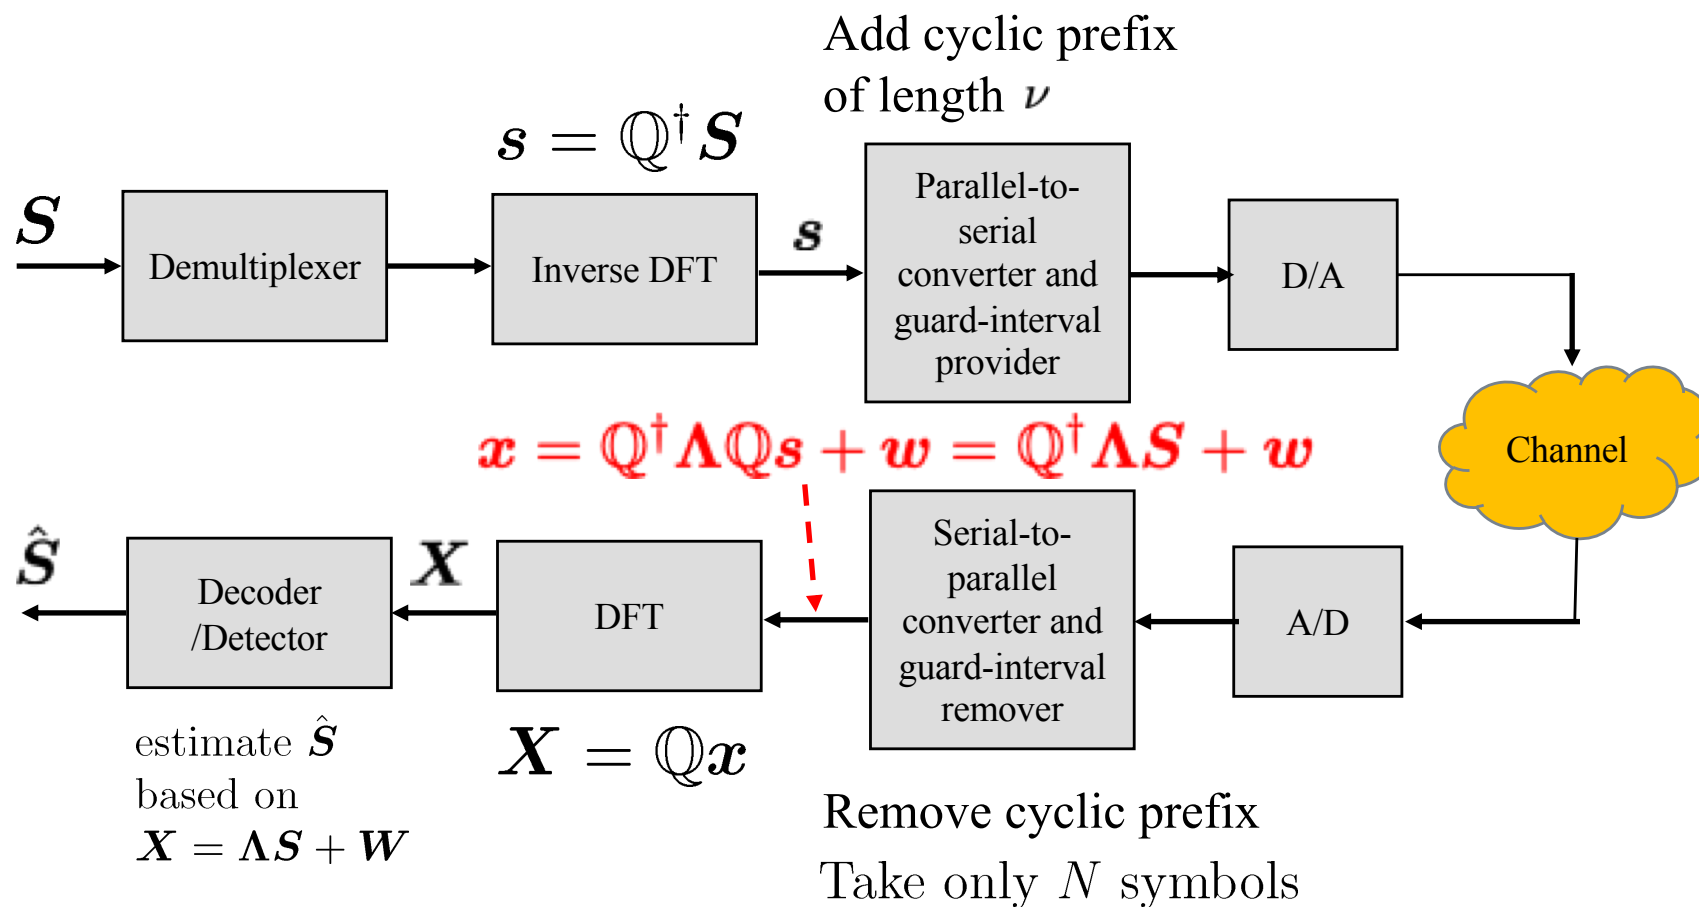 Add cyclic prefix
of length ν
s = ℚ†S
S
Demultiplexer
Inverse DFT
s
Parallel-to-
serial
converter and
guard-interval
provider
D/A
Channel
x = ℚ†Λℚs + w = ℚ†ΛS + w
Ŝ
Decoder
/Detector
X
DFT
Serial-to-
parallel
converter and
guard-interval
remover
A/D
estimate Ŝ
based on
X = ΛS + W
X = ℚx
Remove cyclic prefix
Take only N symbols